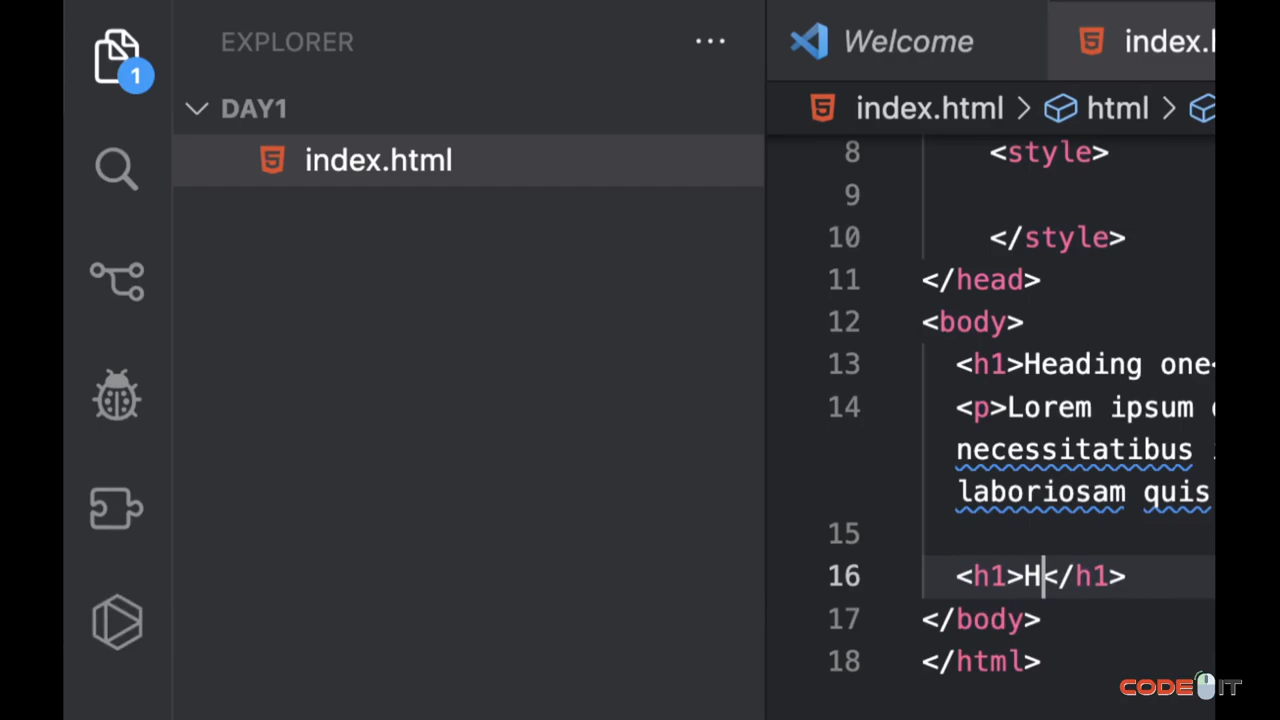 1
EXPLORER
DAY1
index.html
Welcome
index.
index.html > html >
8 <style>
9
10 </style>
11 </head>
12 <body>
13 <h1>Heading one<
14 <p>Lorem ipsum
necessitatibus
laboriosam quis
15
16 <h1>H</h1>
17 </body>
18 </html>
CODE IT